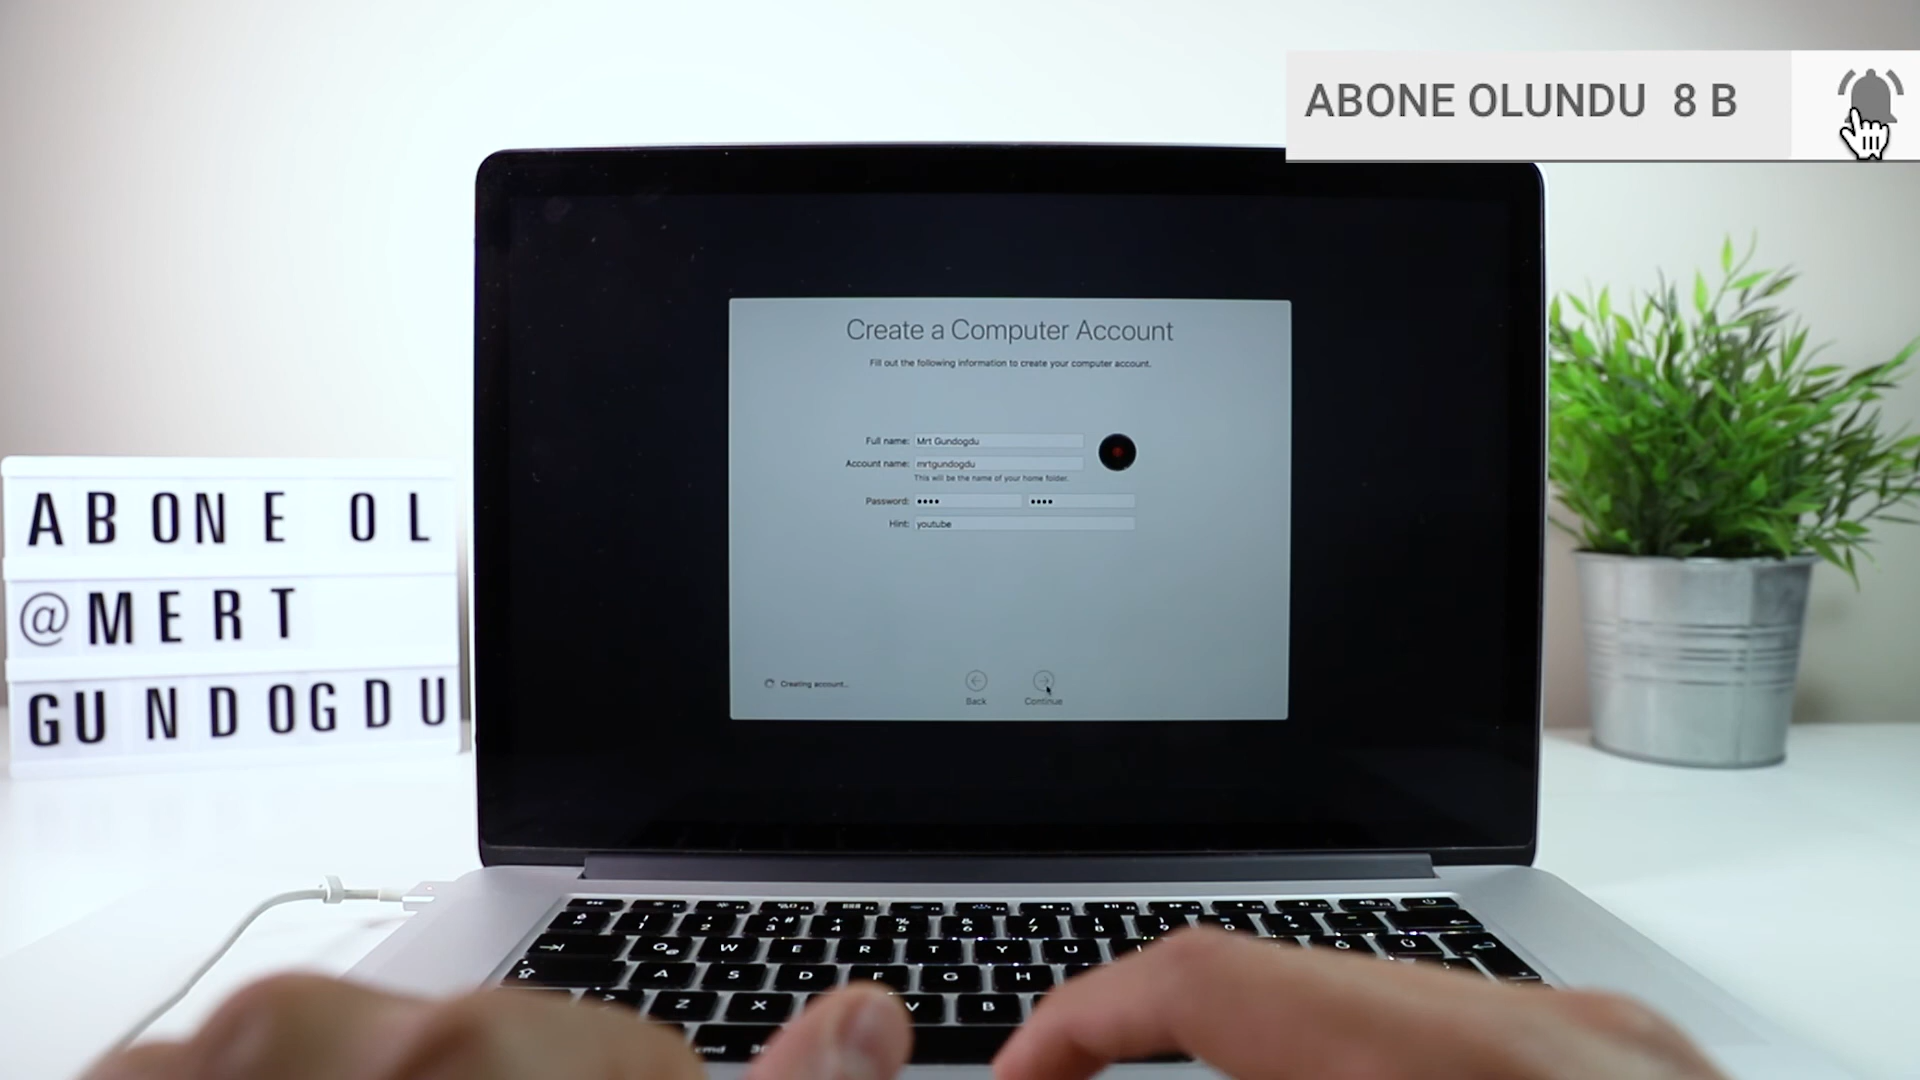 ABONE OLUNDU 8 B
ABONE OL
@MERT
GUNDOGDU
Create a Computer Account
Fill out the following information to create your computer account.
Full name: Mrt Gundogdu
Account name: mrtgundogdu
This will be the name of your home folder.
Password: •••• ••••
Hint: youtube
Creating account...
Back
Continue
esc
Q W E R T Y U
A S D F G H
Z X V B
cmd